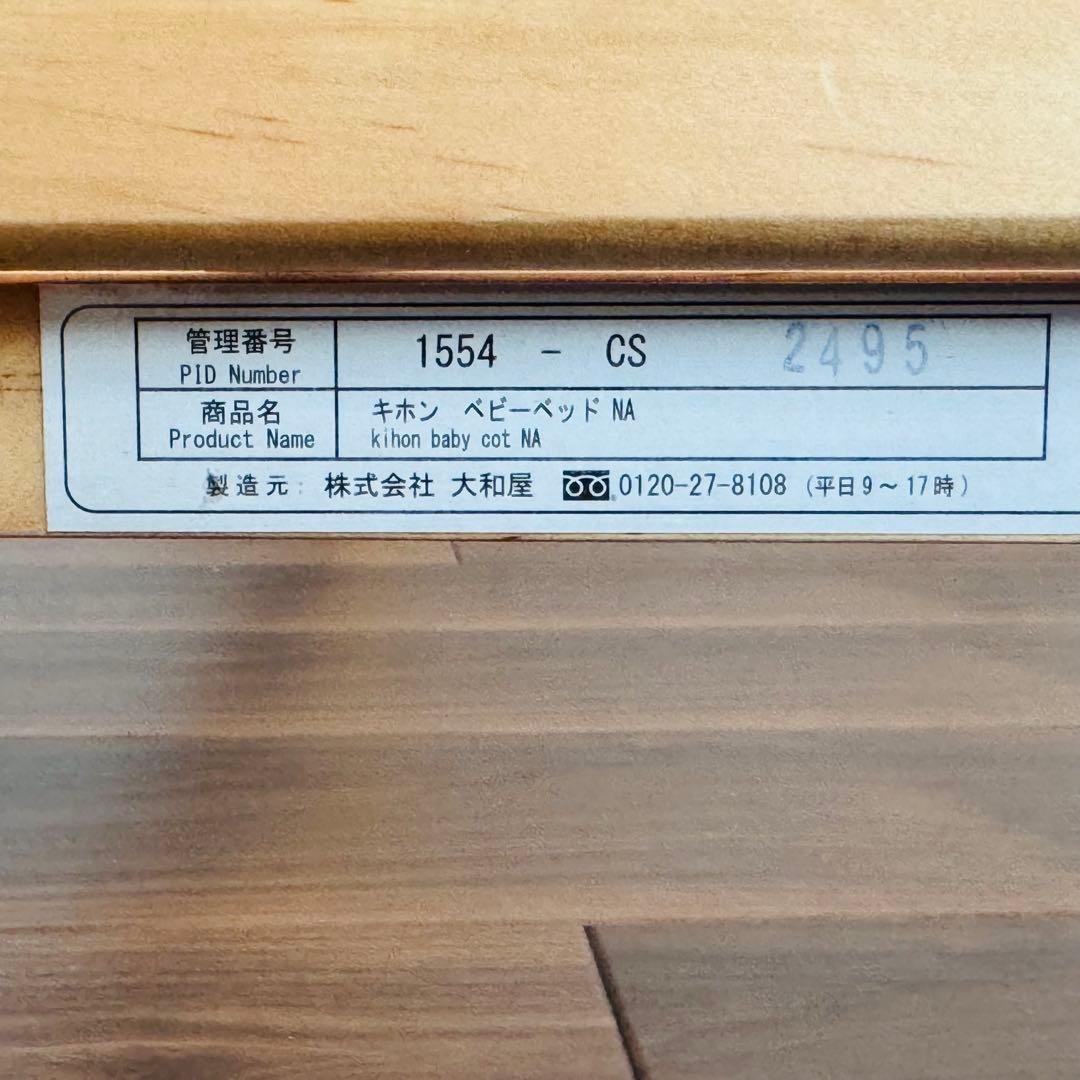 管理番号 1554 - CS 2495
PID Number
商品名 キホン ベビーベッド NA
Product Name kihon baby cot NA
製造元: 株式会社 大和屋 0120-27-8108 (平日9~17時)